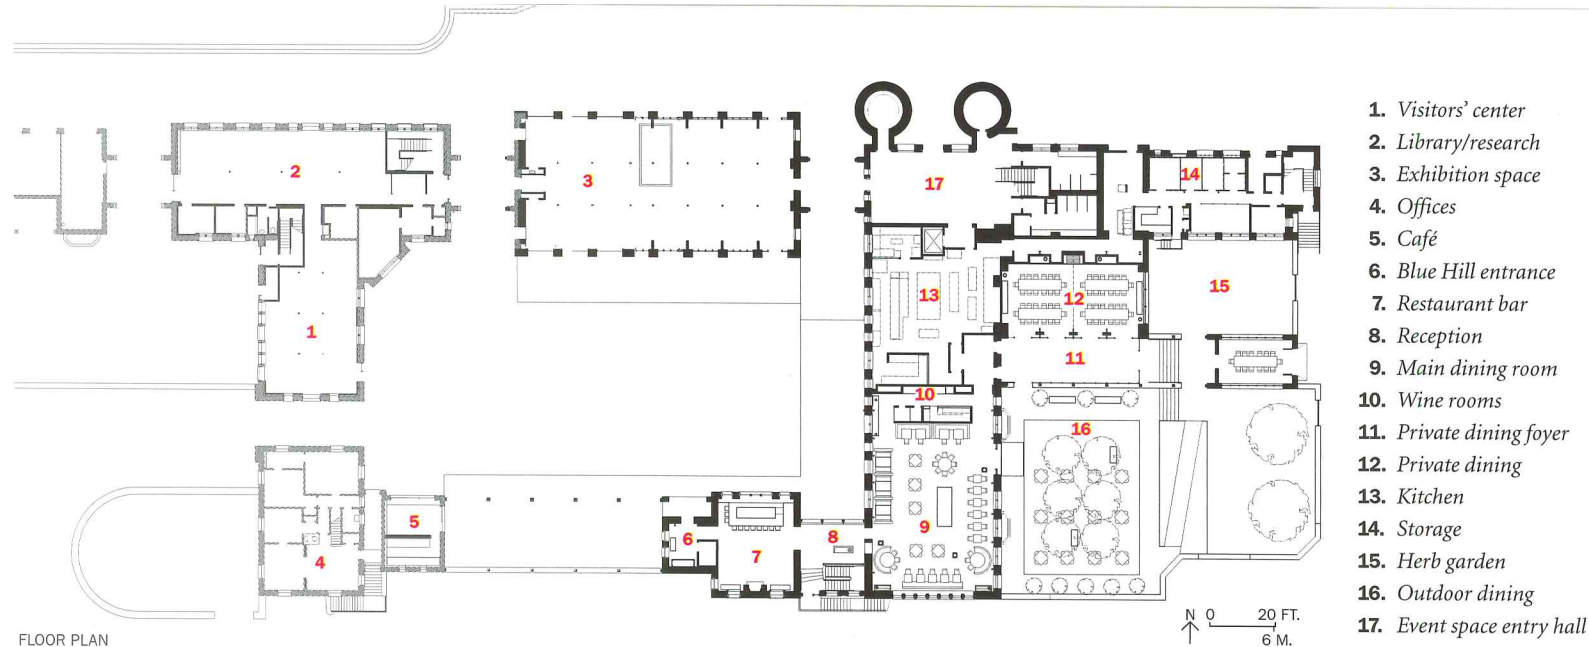 2
3
17
14
1
13
12
15
11
10
16
9
5
4
6
7
8
1. Visitors' center
2. Library/research
3. Exhibition space
4. Offices
5. Café
6. Blue Hill entrance
7. Restaurant bar
8. Reception
9. Main dining room
10. Wine rooms
11. Private dining foyer
12. Private dining
13. Kitchen
14. Storage
15. Herb garden
16. Outdoor dining
17. Event space entry hall
N 0 20 FT.
6 M.
FLOOR PLAN